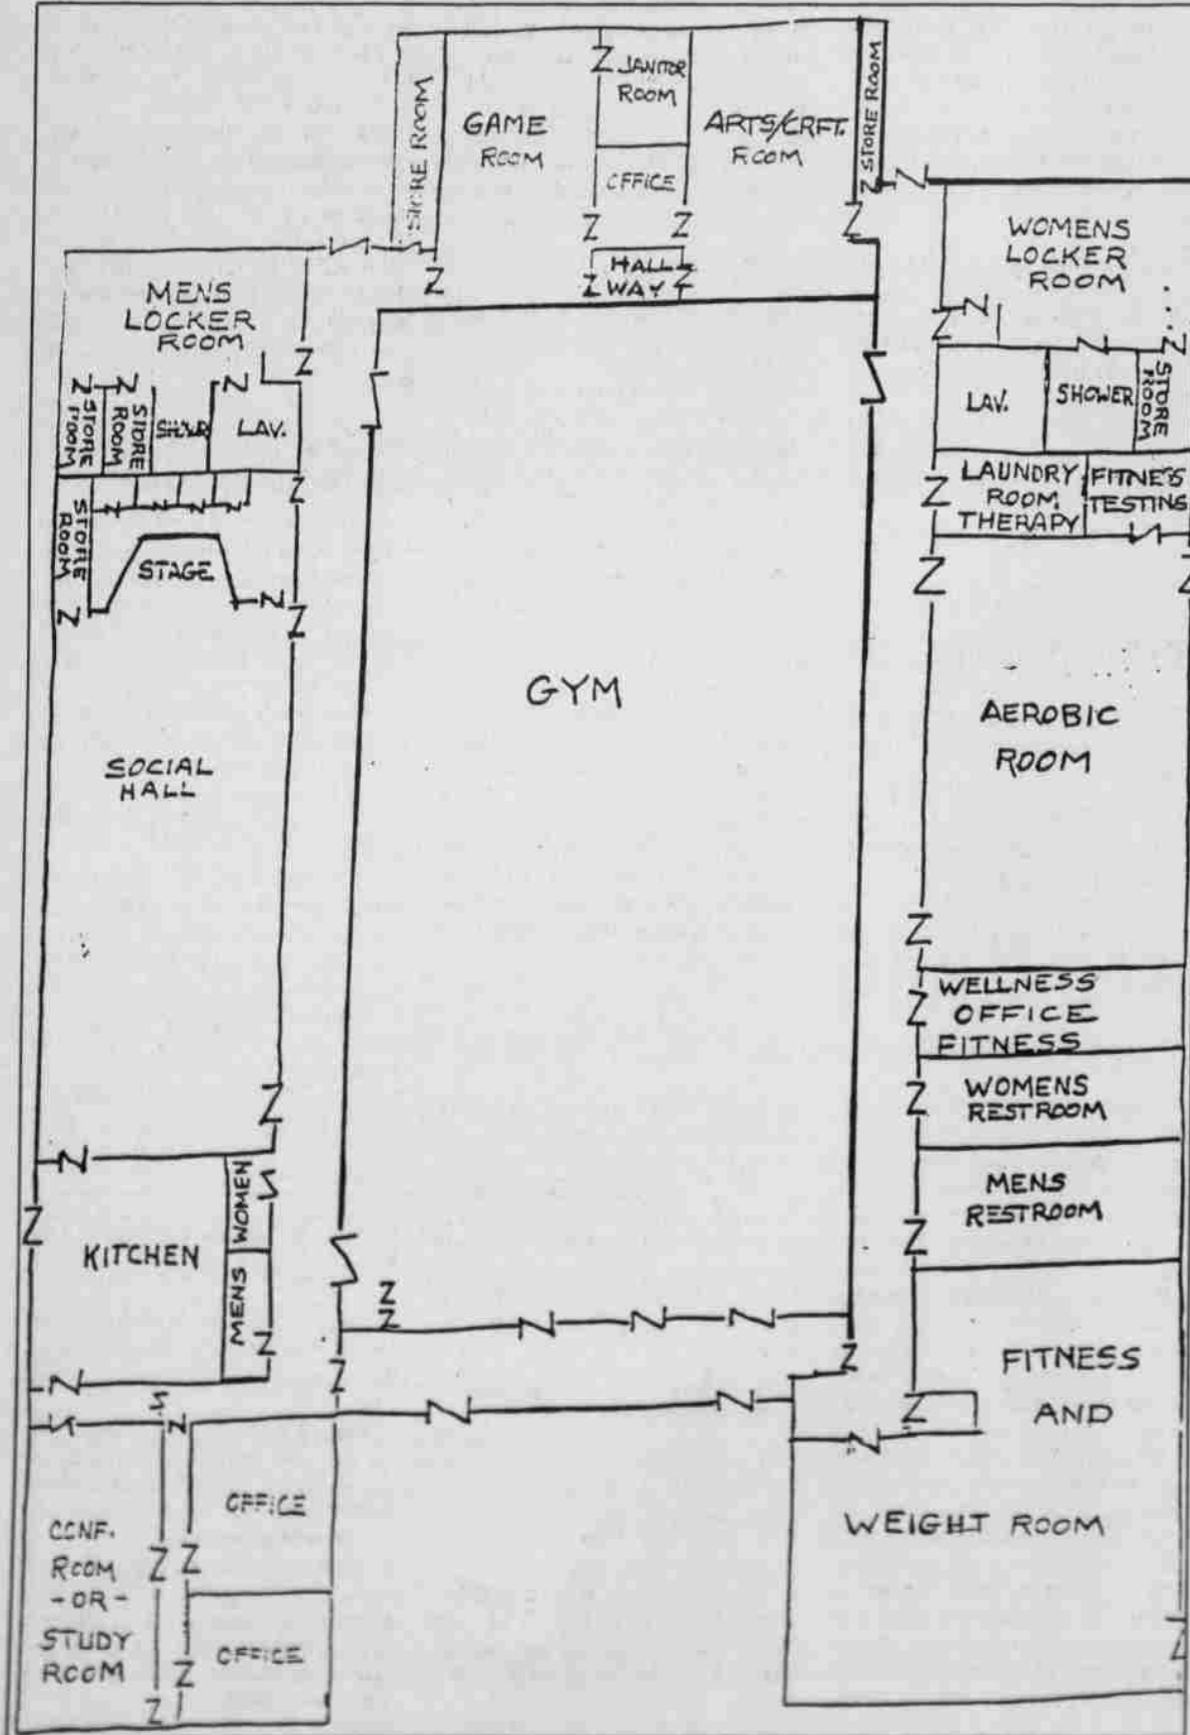 STORE ROOM
GAME
ROOM
JANITOR
ROOM
OFFICE
ARTS/CRFT.
ROOM
STORE ROOM
HALL
WAY
MENS
LOCKER
ROOM
WOMENS
LOCKER
ROOM
STORE
ROOM
STORE
ROOM
SHOWR
LAV.
LAV.
SHOWER
STORE
ROOM
STORE
ROOM
STAGE
LAUNDRY
ROOM
THERAPY
FITNESS
TESTING
GYM
SOCIAL
HALL
AEROBIC
ROOM
WELLNESS
OFFICE
FITNESS
WOMENS
RESTROOM
MENS
RESTROOM
KITCHEN
WOMEN
MENS
FITNESS
AND
WEIGHT ROOM
CONF.
ROOM
-OR-
STUDY
ROOM
OFFICE
OFFICE